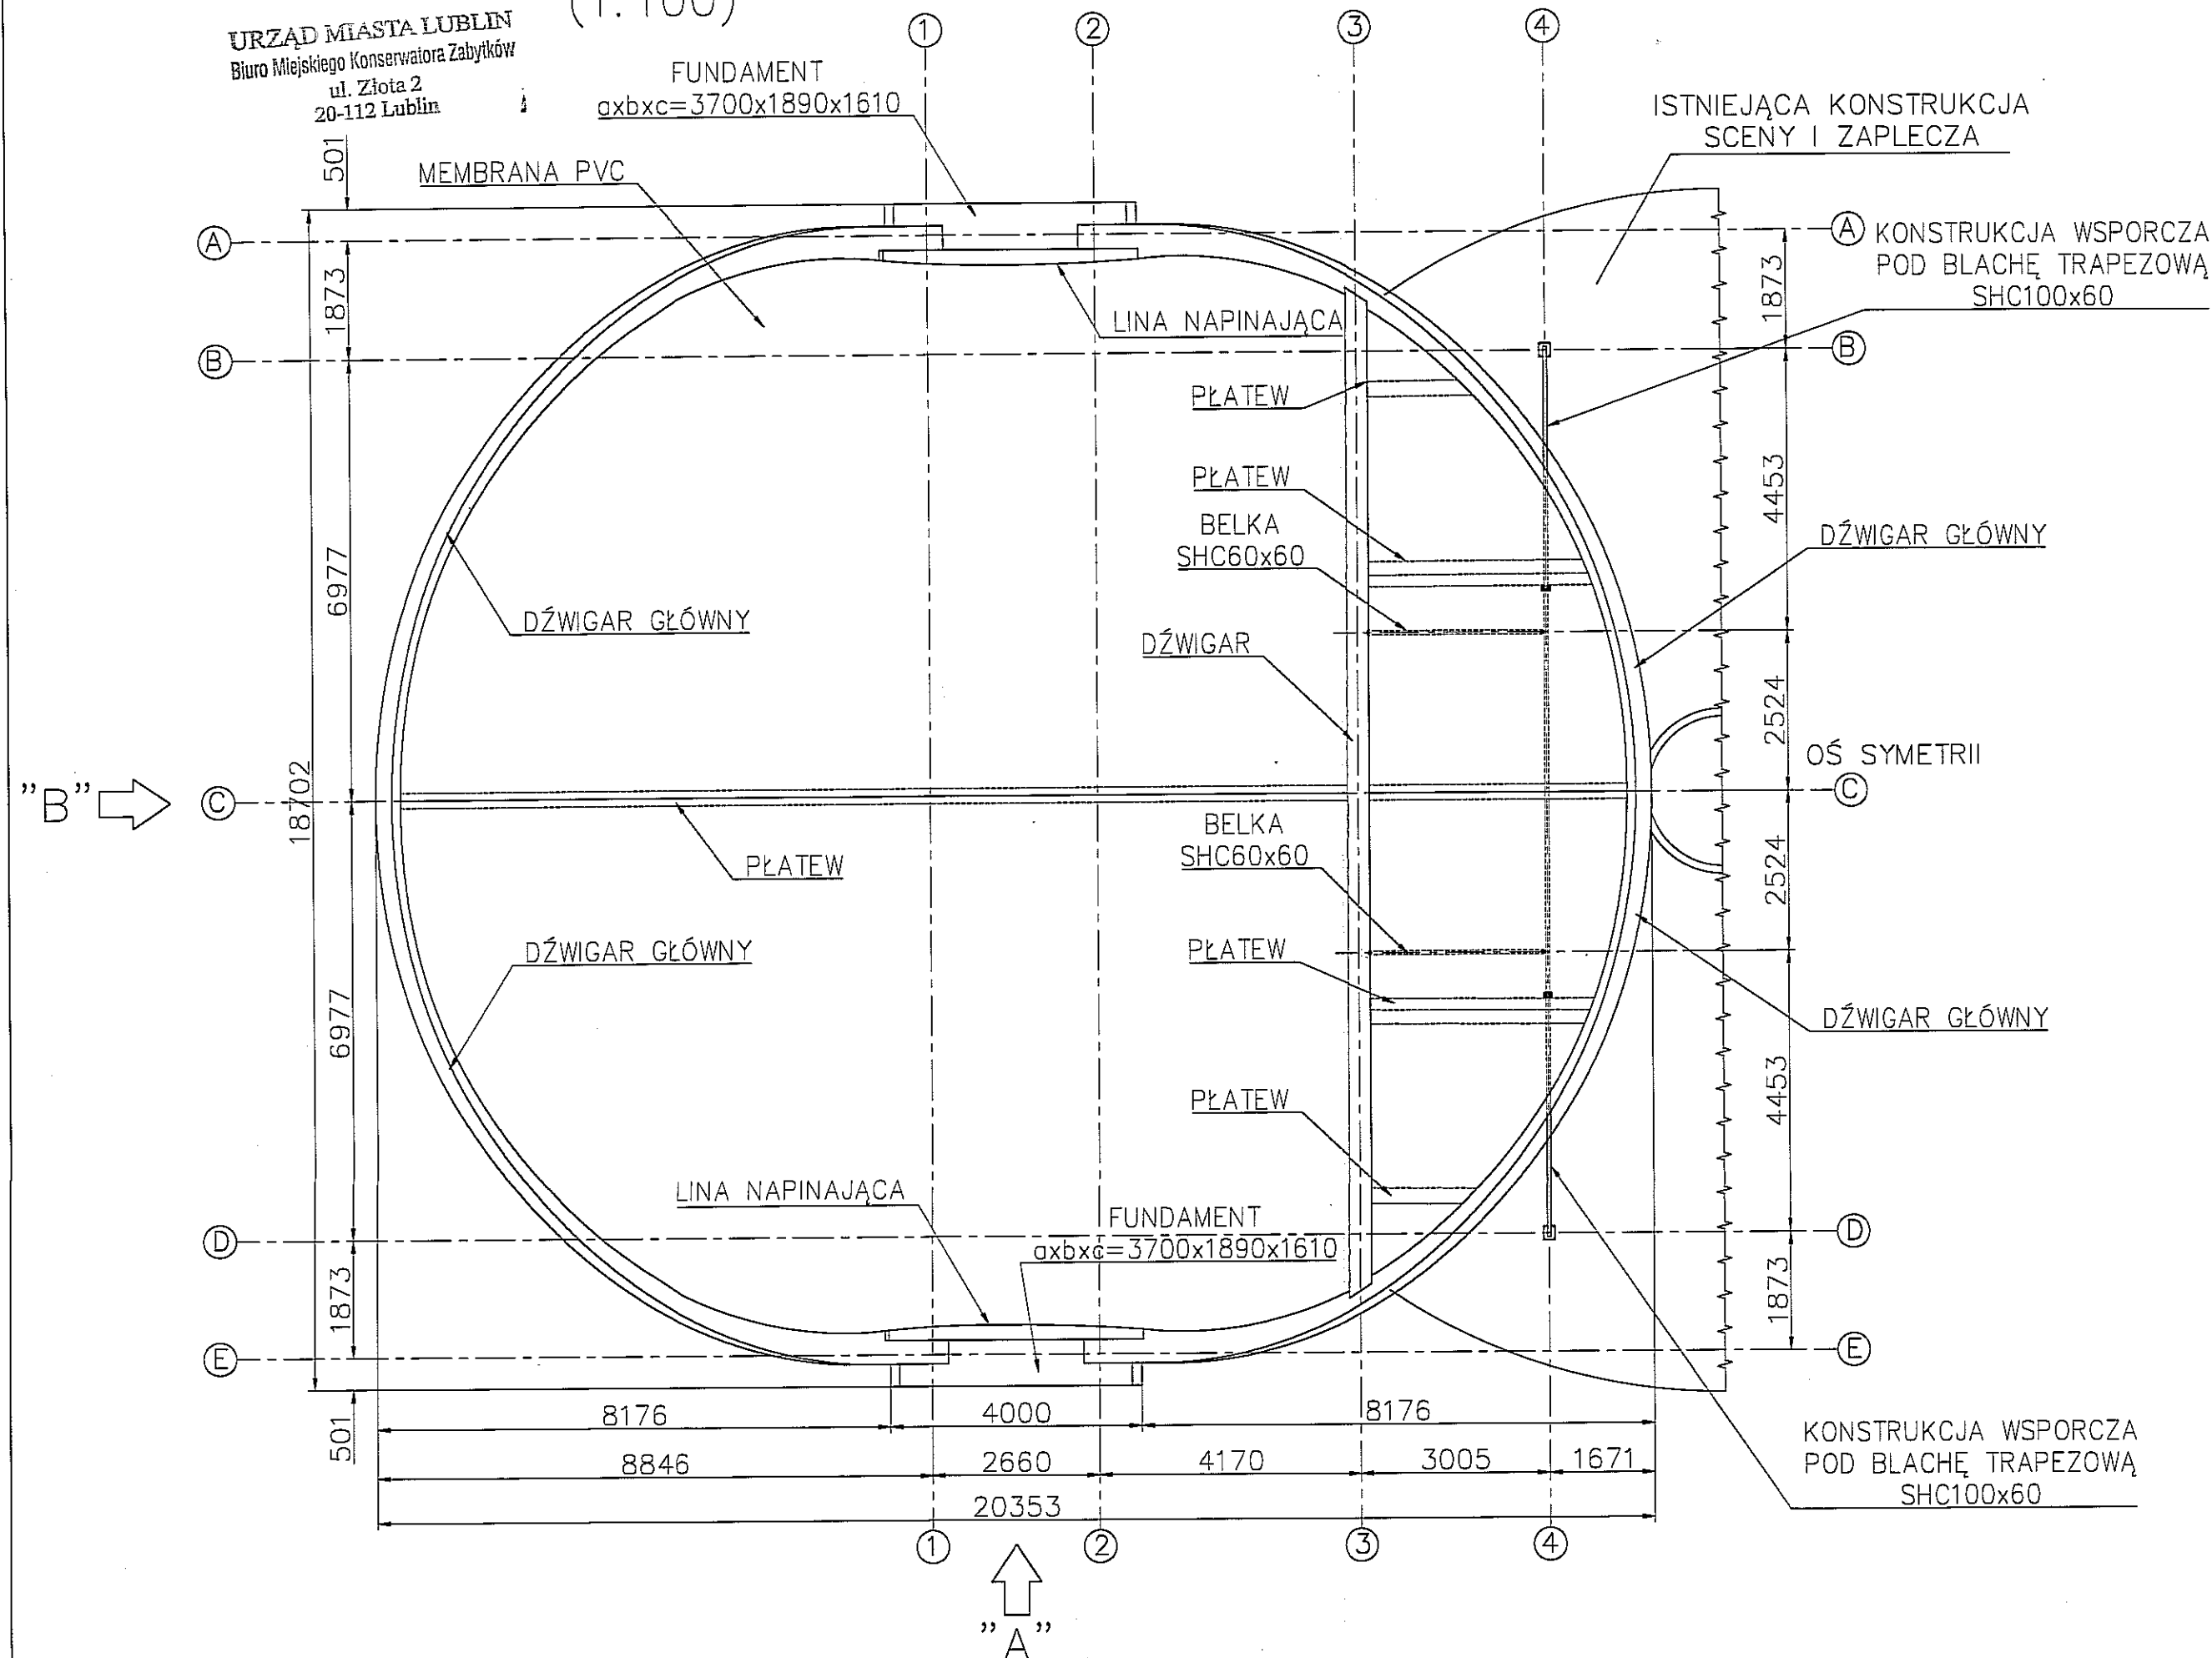 (1:100)
URZĄD MIASTA LUBLIN
Biuro Miejskiego Konserwatora Zabytków
ul. Złota 2
20-112 Lublin
1
2
3
4
FUNDAMENT
axbxc=3700x1890x1610
ISTNIEJĄCA KONSTRUKCJA
SCENY I ZAPLECZA
MEMBRANA PVC
501
A
A
KONSTRUKCJA WSPORCZA
POD BLACHĘ TRAPEZOWĄ
SHC100x60
1873
1873
LINA NAPINAJĄCA
B
B
PŁATEW
PŁATEW
4453
BELKA
SHC60x60
DŹWIGAR GŁÓWNY
6977
DŹWIGAR GŁÓWNY
DŹWIGAR
2524
OŚ SYMETRII
"B"
18702
C
C
BELKA
SHC60x60
PŁATEW
2524
DŹWIGAR GŁÓWNY
PŁATEW
6977
DŹWIGAR GŁÓWNY
4453
PŁATEW
LINA NAPINAJĄCA
FUNDAMENT
axbxc=3700x1890x1610
D
D
1873
1873
E
E
501
8176
4000
8176
KONSTRUKCJA WSPORCZA
POD BLACHĘ TRAPEZOWĄ
SHC100x60
8846
2660
4170
3005
1671
20353
1
2
3
4
"A"